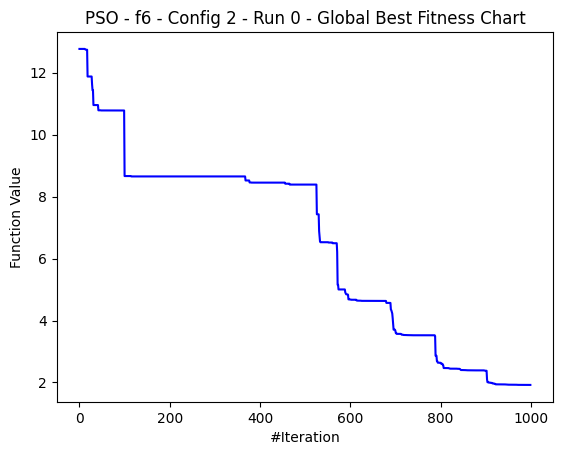 PSO - f6 - Config 2 - Run 0 - Global Best Fitness Chart
12
10
8
6
4
2
Function Value
0 200 400 600 800 1000
#Iteration